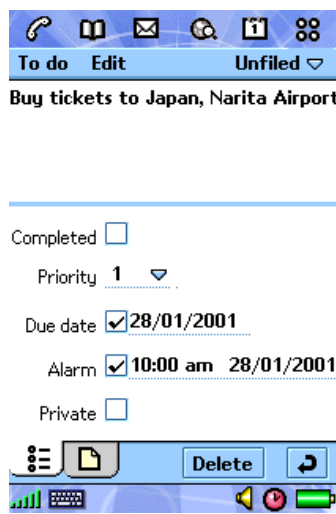 1
To do Edit Unfiled
Buy tickets to Japan, Narita Airport
Completed
Priority 1
Due date 28/01/2001
Alarm 10:00 am 28/01/2001
Private
Delete